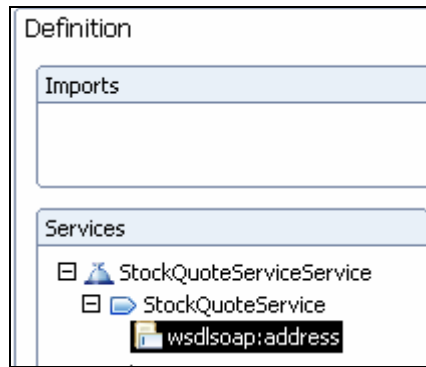 Definition
Imports
Services
StockQuoteServiceService
StockQuoteService
wsdlsoap:address